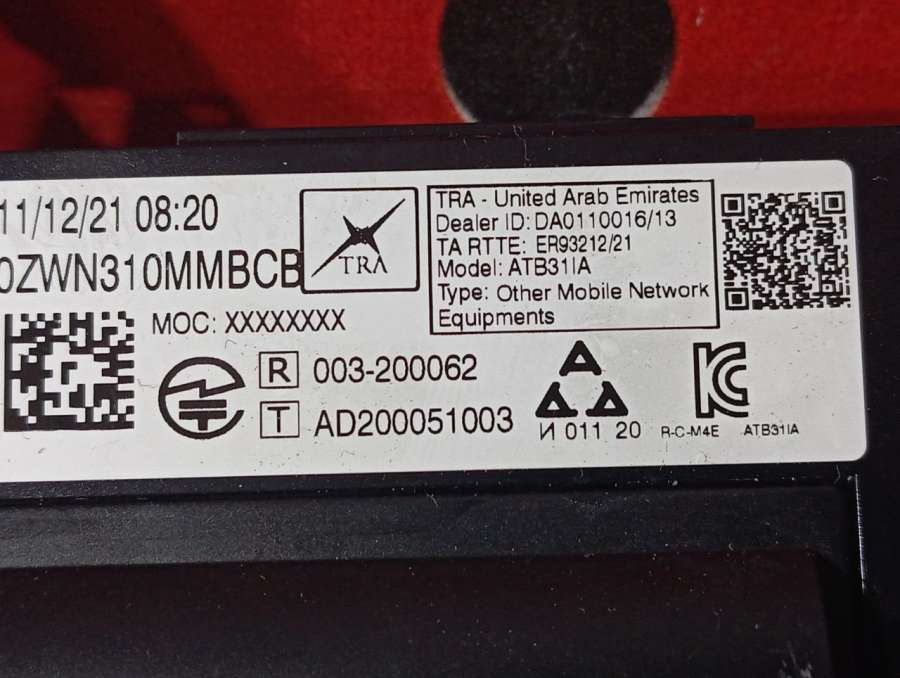 11/12/21 08:20
0ZWN310MMBCB
TRA
TRA - United Arab Emirates
Dealer ID: DA0110016/13
TA RTTE: ER93212/21
Model: ATB31IA
Type: Other Mobile Network
Equipments
MOC: XXXXXXXX
R 003-200062
T AD200051003
И 011 20
R-C-M4E ATB31IA